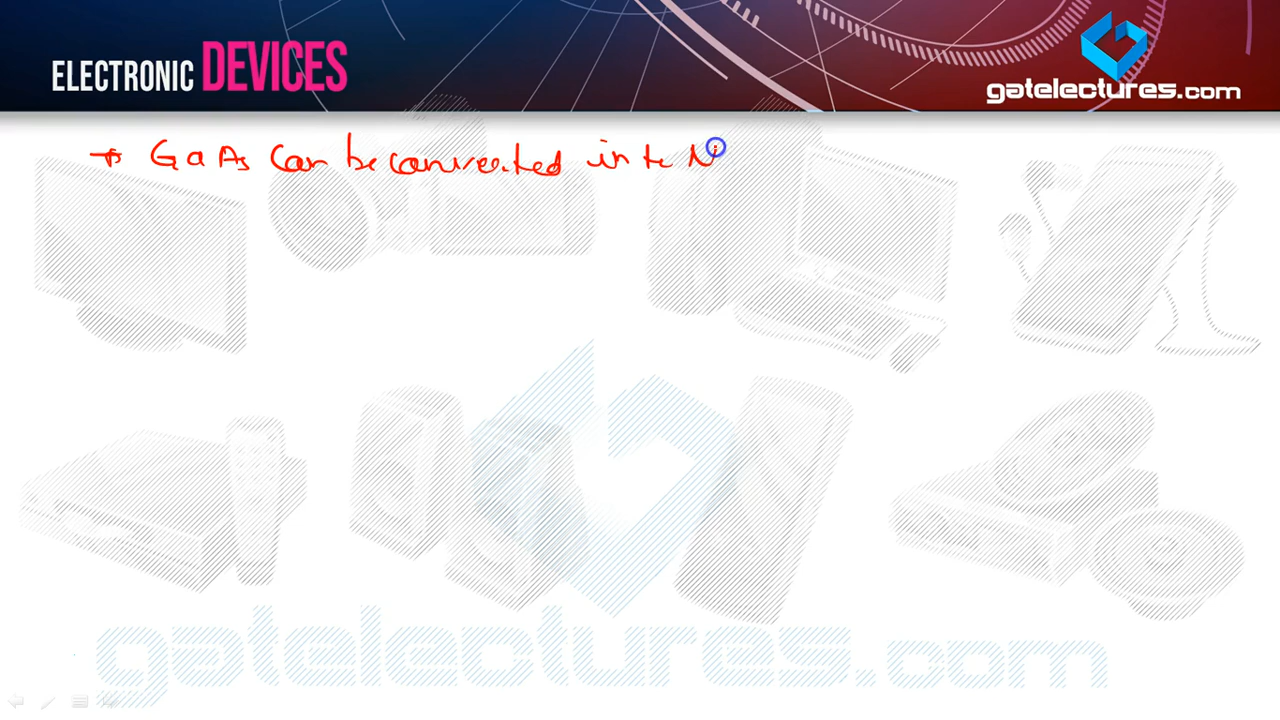 ELECTRONIC DEVICES
gatelectures.com
* GaAs Can be converted into N
gatelectures.com